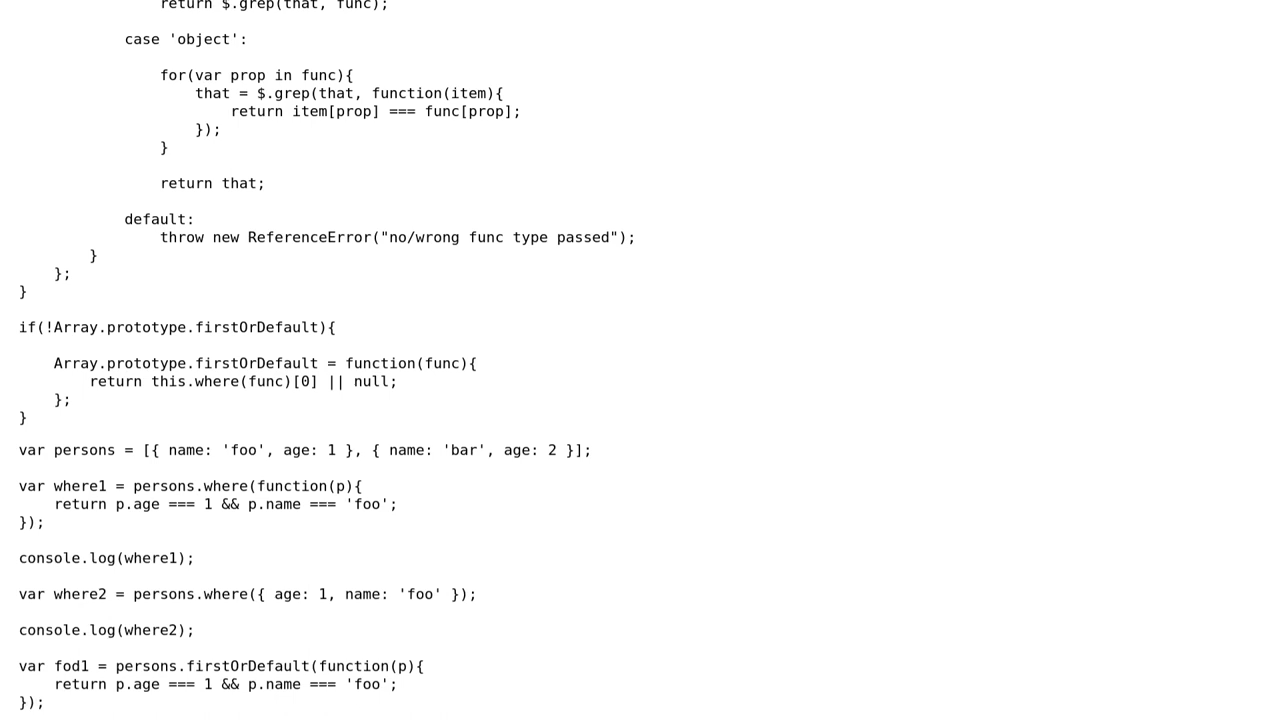 return $.grep(that, func);
case 'object':
for(var prop in func){
that = $.grep(that, function(item){
return item[prop] === func[prop];
});
}
return that;
default:
throw new ReferenceError("no/wrong func type passed");
}
};
}
if(!Array.prototype.firstOrDefault){
Array.prototype.firstOrDefault = function(func){
return this.where(func)[0] || null;
};
}
var persons = [{ name: 'foo', age: 1 }, { name: 'bar', age: 2 }];
var where1 = persons.where(function(p){
return p.age === 1 && p.name === 'foo';
});
console.log(where1);
var where2 = persons.where({ age: 1, name: 'foo' });
console.log(where2);
var fod1 = persons.firstOrDefault(function(p){
return p.age === 1 && p.name === 'foo';
});